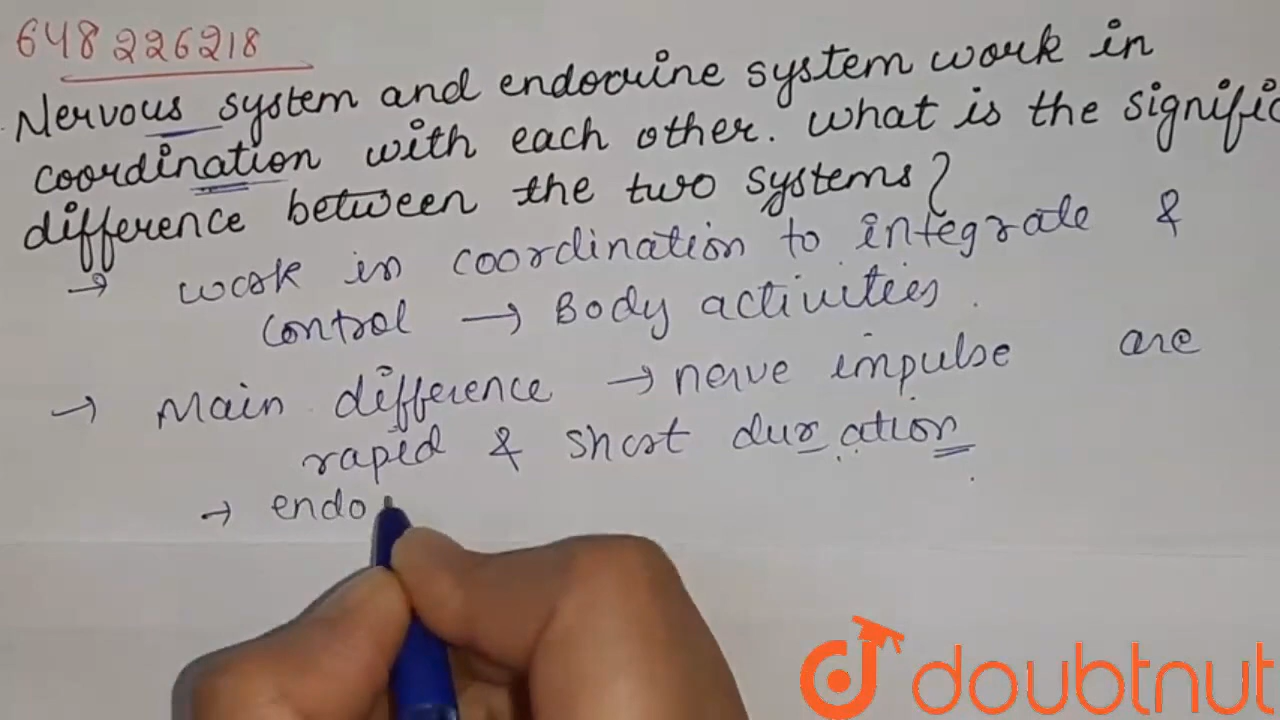 648226218
Nervous system and endocrine system work in
coordination with each other. What is the signific
difference between the two systems?
→ work in coordination to integrate &
control → Body activities.
→ Main difference → nerve impulse are
rapid & short duration
→ endo
doubtnut